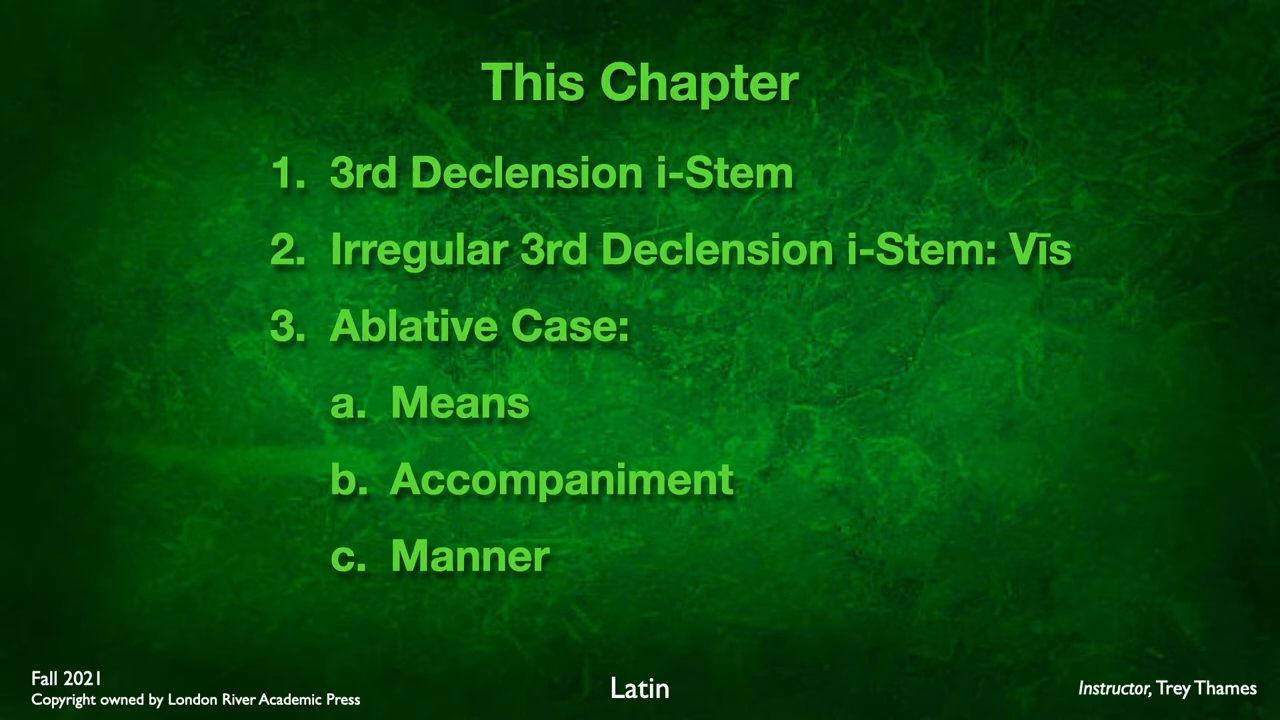 This Chapter
1. 3rd Declension i-Stem
2. Irregular 3rd Declension i-Stem: Vīs
3. Ablative Case:
a. Means
b. Accompaniment
c. Manner
Fall 2021
Copyright owned by London River Academic Press
Latin
Instructor, Trey Thames